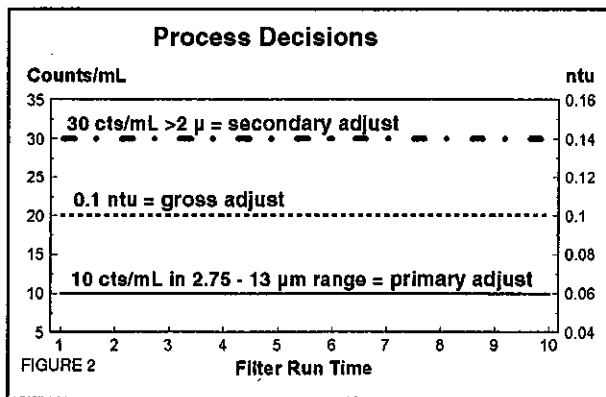 Process Decisions
Counts/mL
ntu
35
30
25
20
15
10
5
0.16
0.14
0.12
0.1
0.08
0.06
0.04
30 cts/mL >2 µ = secondary adjust
0.1 ntu = gross adjust
10 cts/mL in 2.75 - 13 µm range = primary adjust
1 2 3 4 5 6 7 8 9 10
FIGURE 2
Filter Run Time